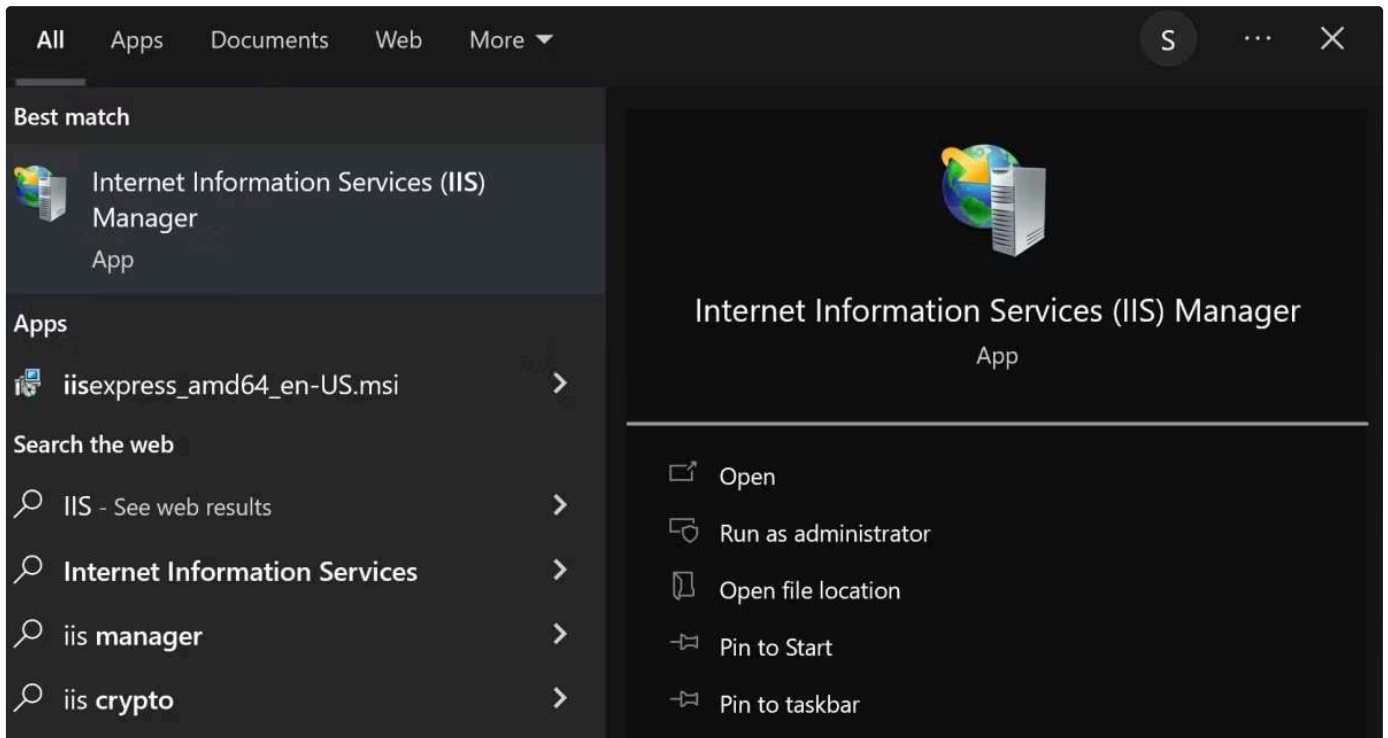 All Apps Documents Web More S ...
Best match
Internet Information Services (IIS)
Manager
App
Apps
iisexpress_amd64_en-US.msi
Search the web
IIS - See web results
Internet Information Services
iis manager
iis crypto
Internet Information Services (IIS) Manager
App
Open
Run as administrator
Open file location
Pin to Start
Pin to taskbar